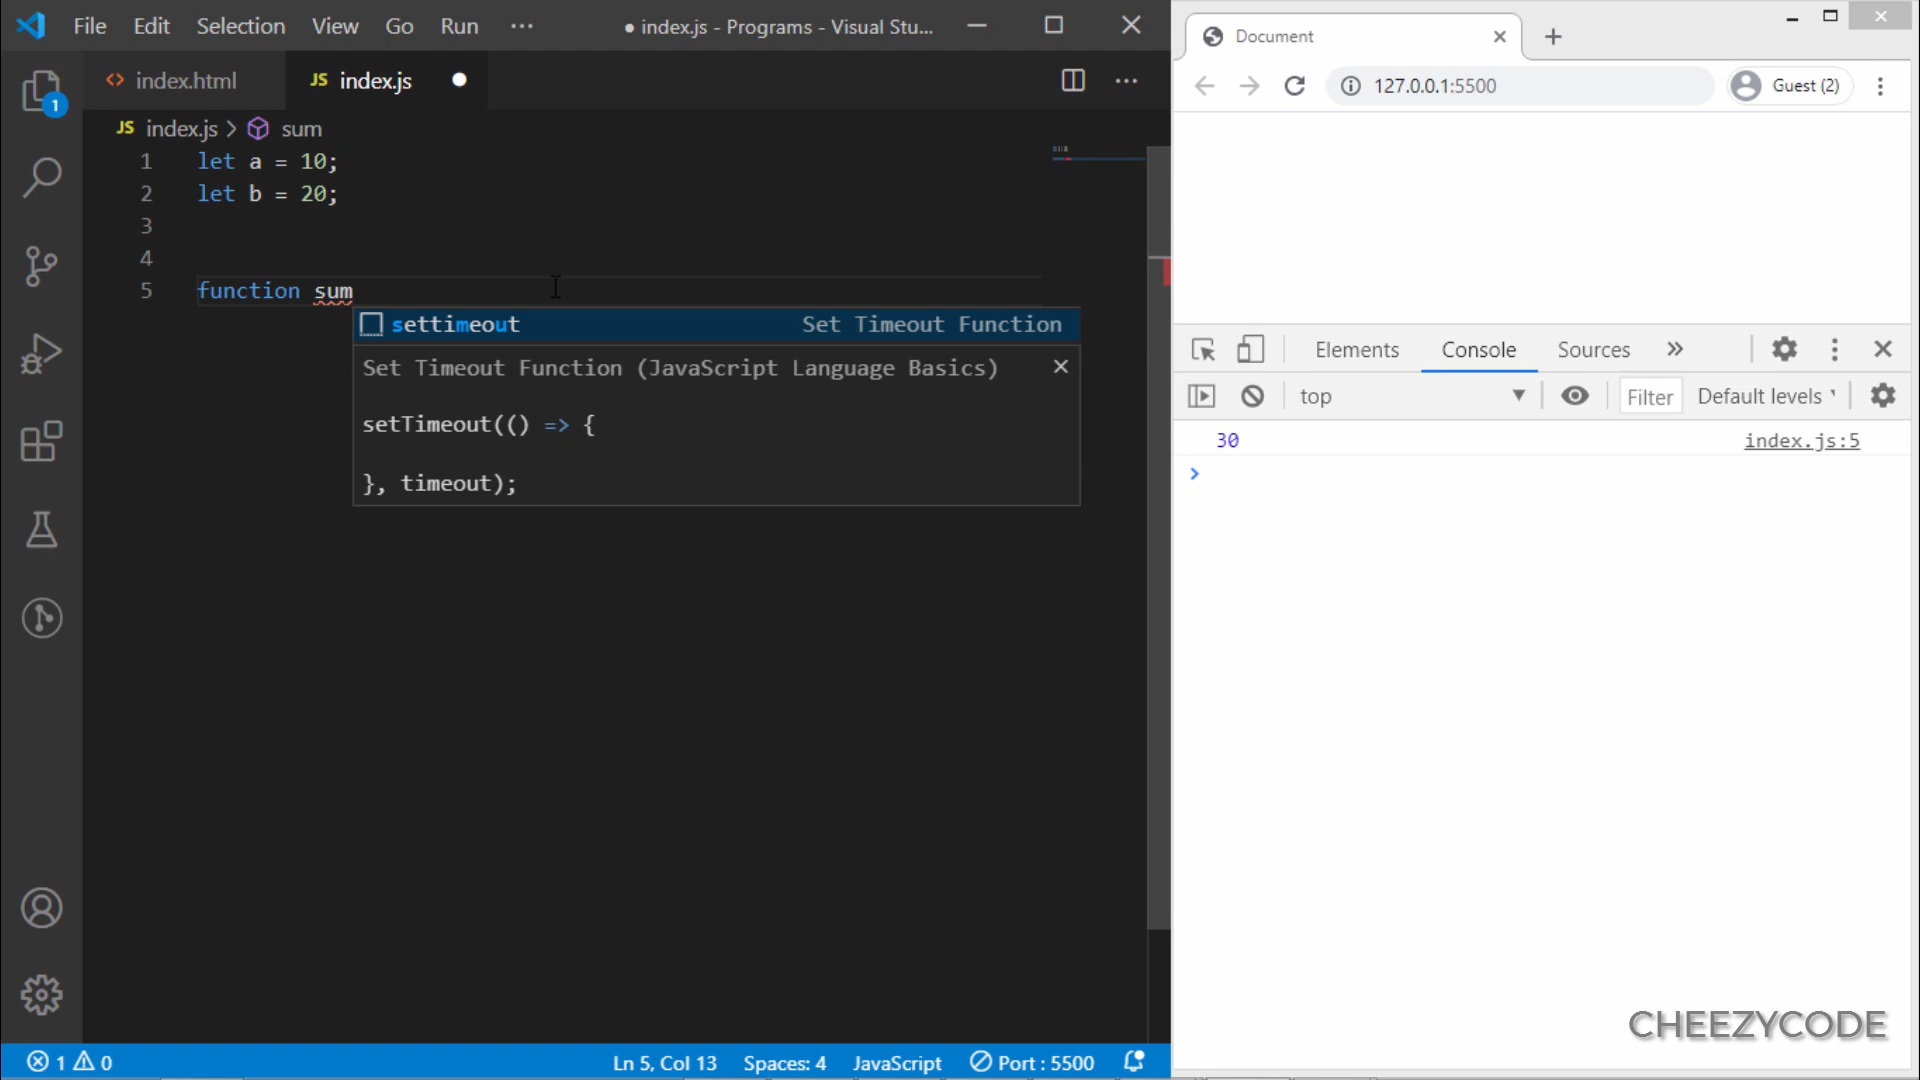 File Edit Selection View Go Run ··· ● index.js - Programs - Visual Stu...
<> index.html JS index.js ●
JS index.js > sum
1 let a = 10;
2 let b = 20;
3
4
5 function sum
settimeout Set Timeout Function
Set Timeout Function (JavaScript Language Basics)
setTimeout(() => {
}, timeout);
1
1 0 Ln 5, Col 13 Spaces: 4 JavaScript Port : 5500
Document
127.0.0.1:5500 Guest (2)
Elements Console Sources »
top Filter Default levels
30 index.js:5
>
CHEEZYCODE